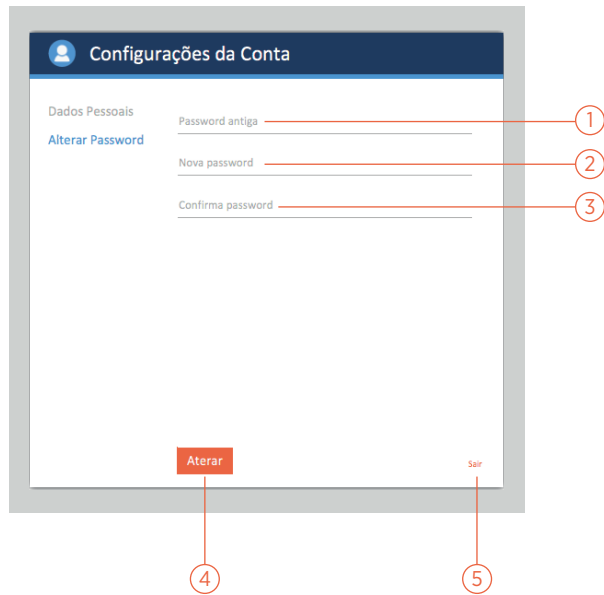 Configurações da Conta
Dados Pessoais
Alterar Password
Password antiga
1
Nova password
2
Confirma password
3
Aterar
Sair
4
5